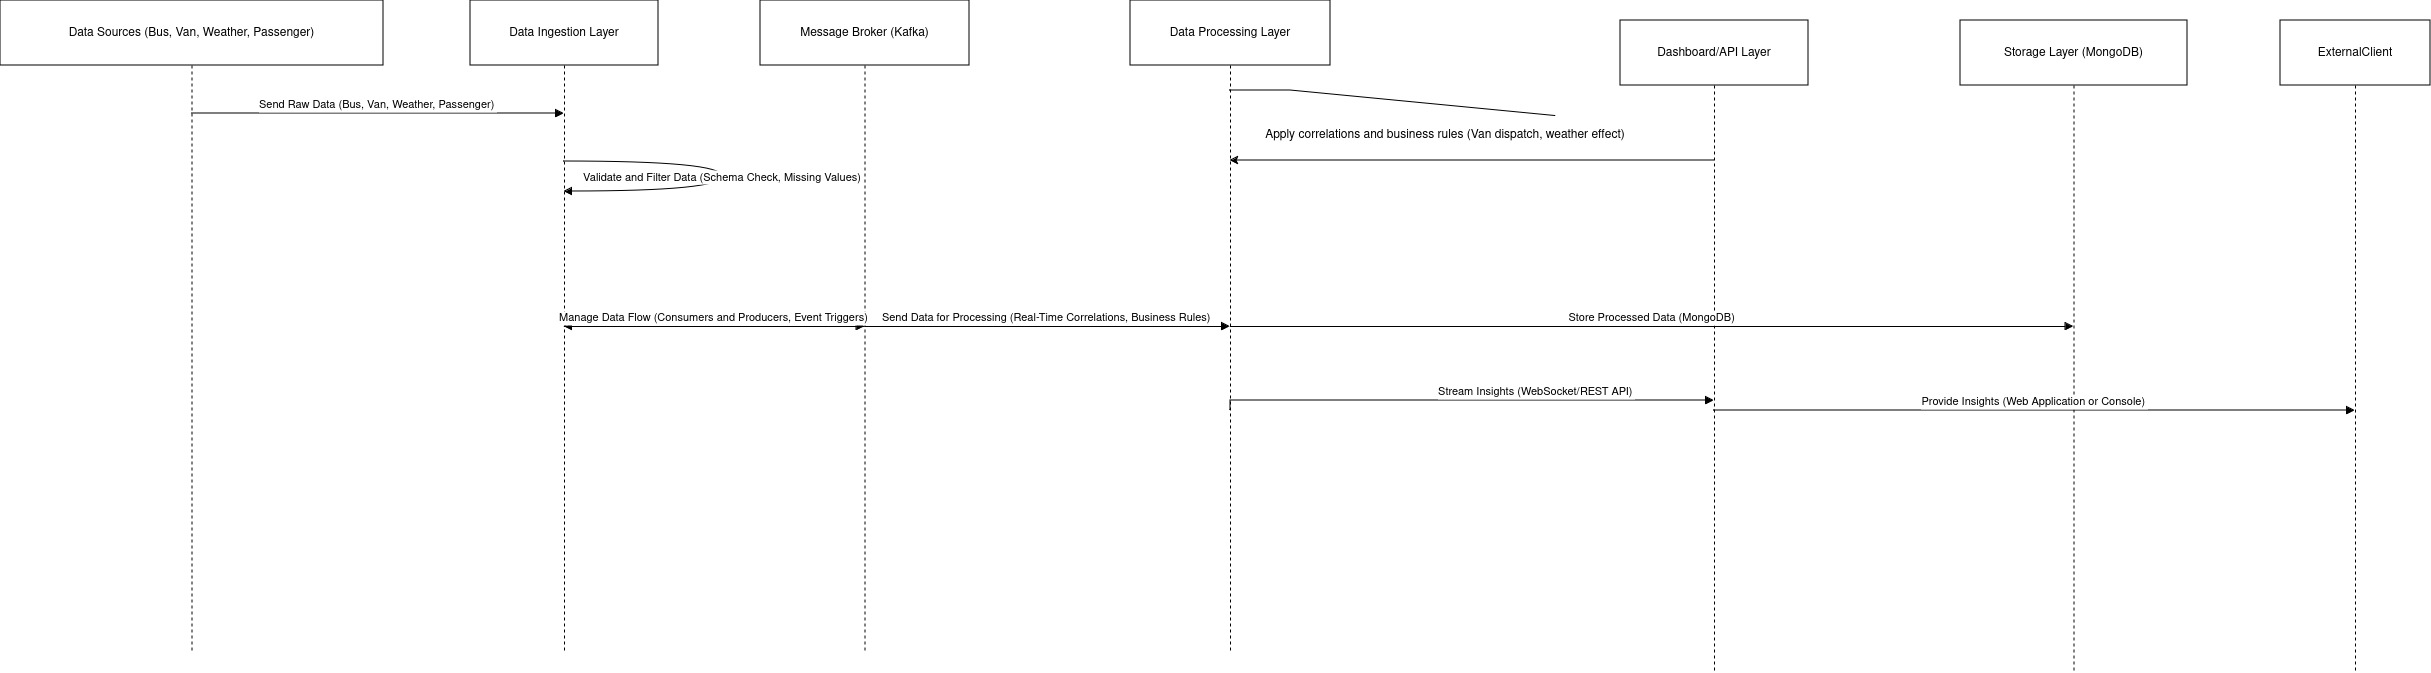 Data Sources (Bus, Van, Weather, Passenger)
Data Ingestion Layer
Message Broker (Kafka)
Data Processing Layer
Dashboard/API Layer
Storage Layer (MongoDB)
ExternalClient
Send Raw Data (Bus, Van, Weather, Passenger)
Apply correlations and business rules (Van dispatch, weather effect)
Validate and Filter Data (Schema Check, Missing Values)
Manage Data Flow (Consumers and Producers, Event Triggers)
Send Data for Processing (Real-Time Correlations, Business Rules)
Store Processed Data (MongoDB)
Stream Insights (WebSocket/REST API)
Provide Insights (Web Application or Console)